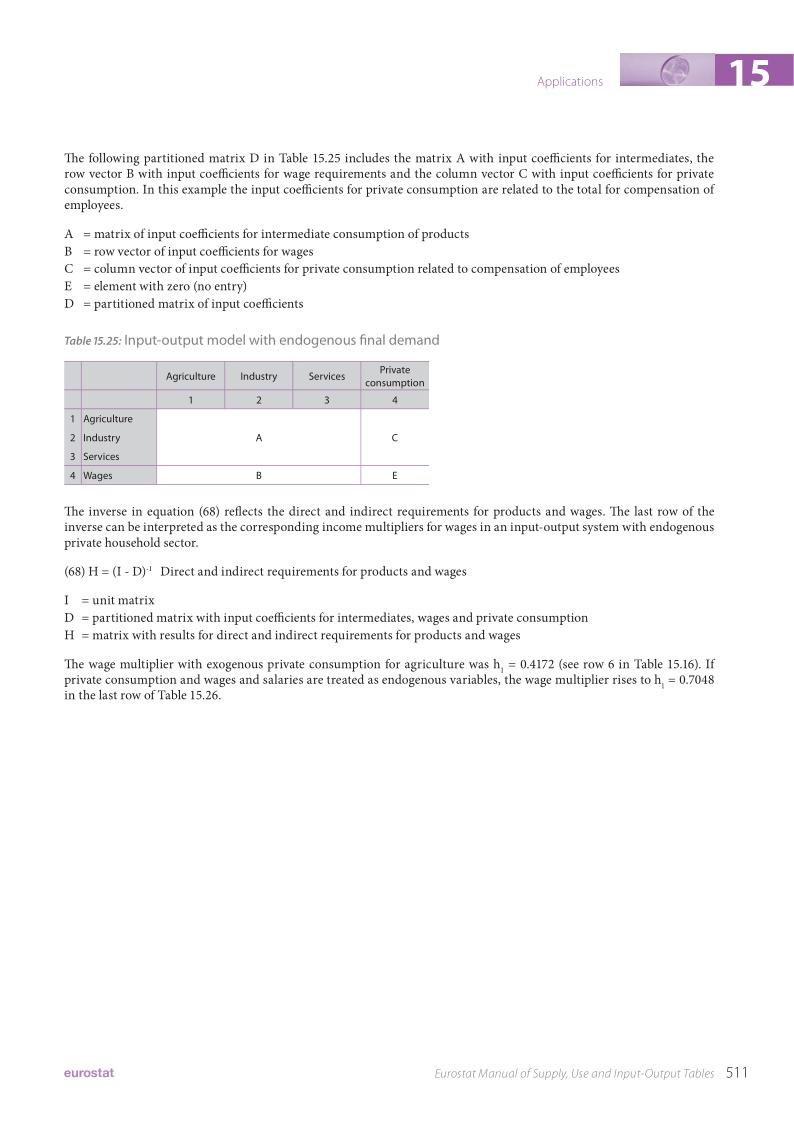 Applications
15
The following partitioned matrix D in Table 15.25 includes the matrix A with input coefficients for intermediates, the
row vector B with input coefficients for wage requirements and the column vector C with input coefficients for private
consumption. In this example the input coefficients for private consumption are related to the total for compensation of
employees.
A = matrix of input coefficients for intermediate consumption of products
B = row vector of input coefficients for wages
C = column vector of input coefficients for private consumption related to compensation of employees
E = element with zero (no entry)
D = partitioned matrix of input coefficients
Table 15.25: Input-output model with endogenous final demand
Agriculture Industry Services Private
consumption
1 2 3 4
1 Agriculture
2 Industry A C
3 Services
4 Wages B E
The inverse in equation (68) reflects the direct and indirect requirements for products and wages. The last row of the
inverse can be interpreted as the corresponding income multipliers for wages in an input-output system with endogenous
private household sector.
(68) H = (I - D)⁻¹ Direct and indirect requirements for products and wages
I = unit matrix
D = partitioned matrix with input coefficients for intermediates, wages and private consumption
H = matrix with results for direct and indirect requirements for products and wages
The wage multiplier with exogenous private consumption for agriculture was h₁ = 0.4172 (see row 6 in Table 15.16). If
private consumption and wages and salaries are treated as endogenous variables, the wage multiplier rises to h₁ = 0.7048
in the last row of Table 15.26.
eurostat
Eurostat Manual of Supply, Use and Input-Output Tables 511